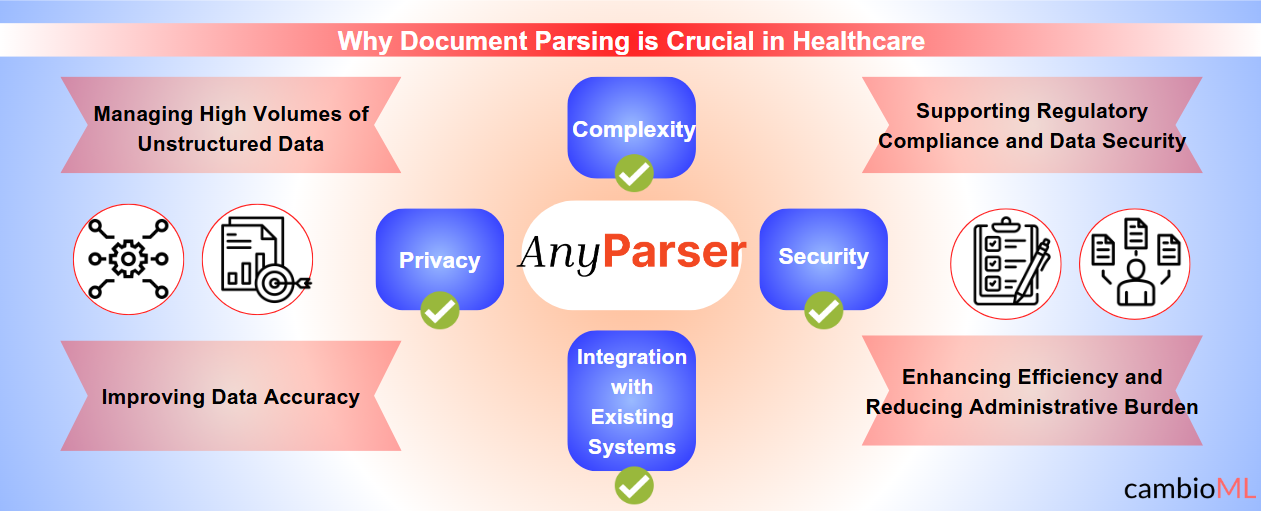 Why Document Parsing is Crucial in Healthcare
Managing High Volumes of
Unstructured Data
Complexity
Supporting Regulatory
Compliance and Data Security
Privacy
AnyParser
Security
Improving Data Accuracy
Integration
with
Existing
Systems
Enhancing Efficiency and
Reducing Administrative Burden
cambioML